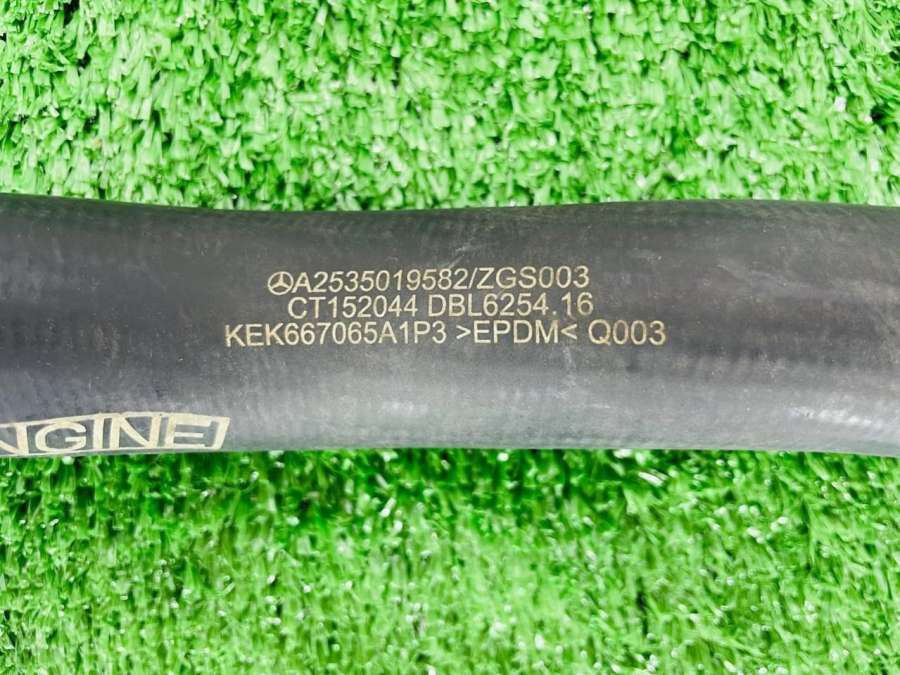 A2535019582/ZGS003
CT152044 DBL6254.16
KEK667065A1P3 >EPDM< Q003
NGINE